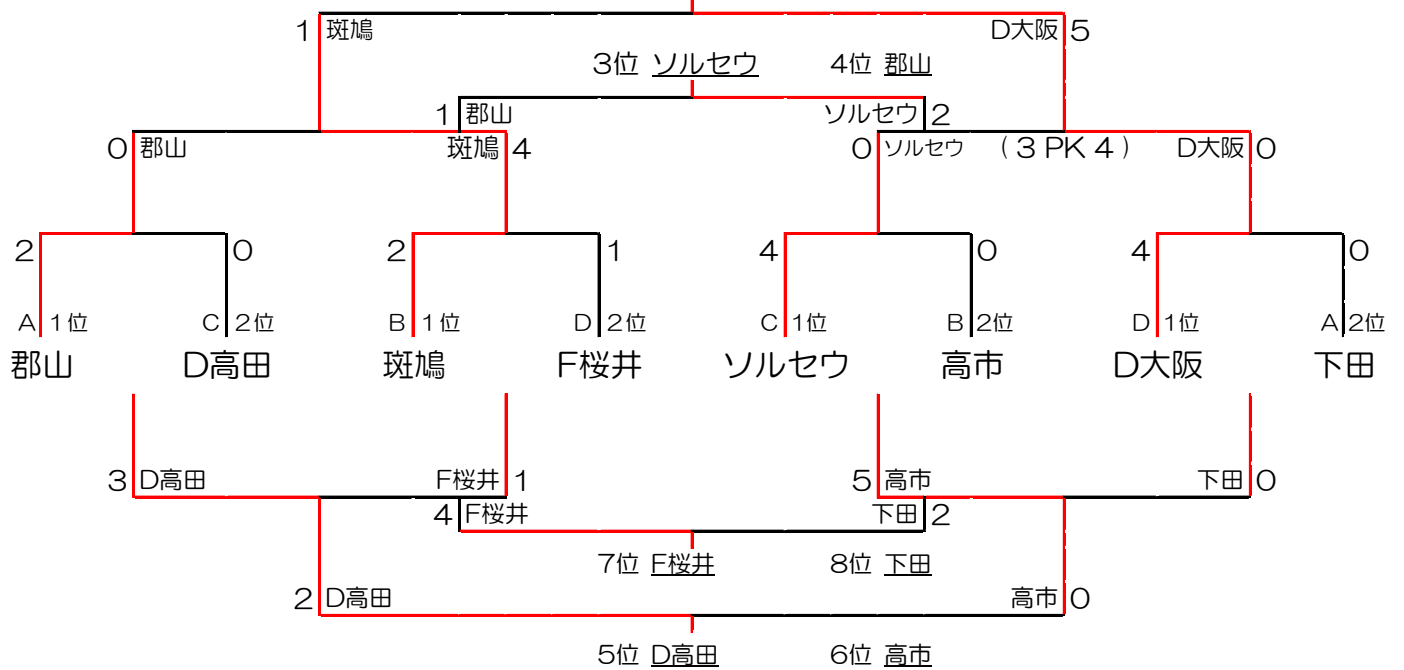 1 斑鳩 D大阪 5
3位 ソルセウ 4位 郡山
1 郡山 ソルセウ 2
0 郡山 斑鳩 4 0 ソルセウ (3 PK 4) D大阪 0
2 0 2 1 4 0 4 0
A 1位 C 2位 B 1位 D 2位 C 1位 B 2位 D 1位 A 2位
郡山 D高田 斑鳩 F桜井 ソルセウ 高市 D大阪 下田
3 D高田 F桜井 1 5 高市 下田 0
4 F桜井 下田 2
7位 F桜井 8位 下田
2 D高田 高市 0
5位 D高田 6位 高市